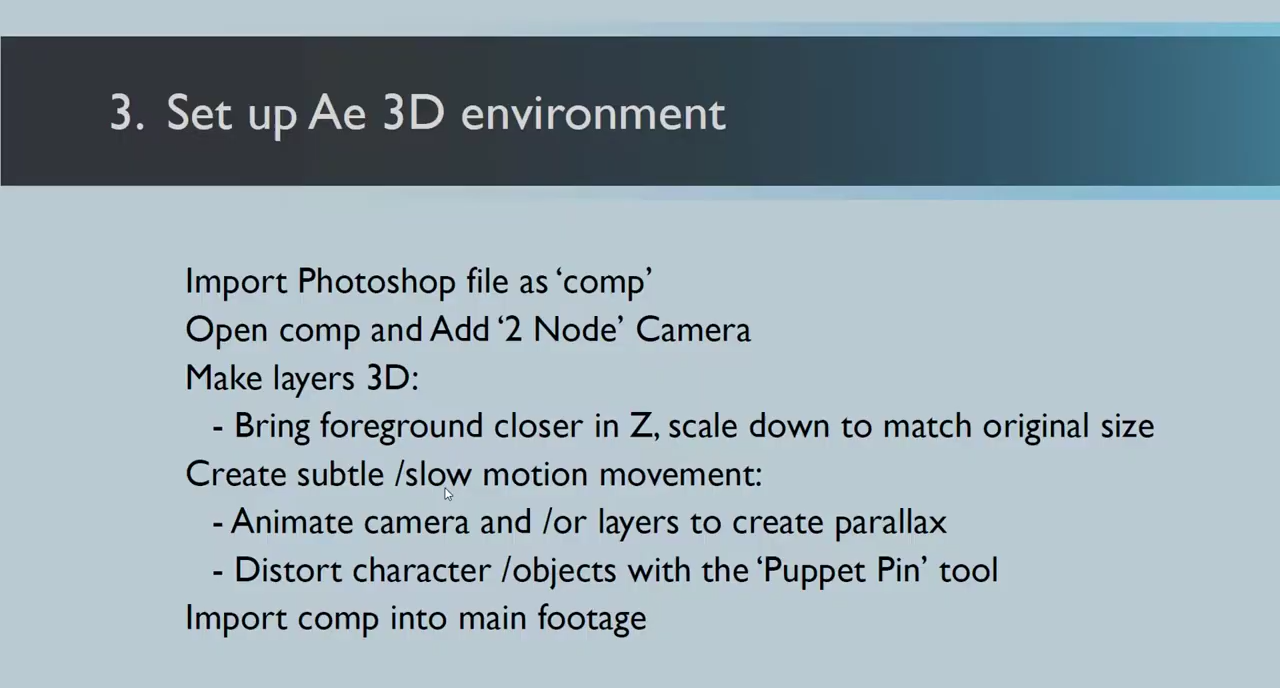 3. Set up Ae 3D environment
Import Photoshop file as ‘comp’
Open comp and Add ‘2 Node’ Camera
Make layers 3D:
- Bring foreground closer in Z, scale down to match original size
Create subtle /slow motion movement:
- Animate camera and /or layers to create parallax
- Distort character /objects with the ‘Puppet Pin’ tool
Import comp into main footage